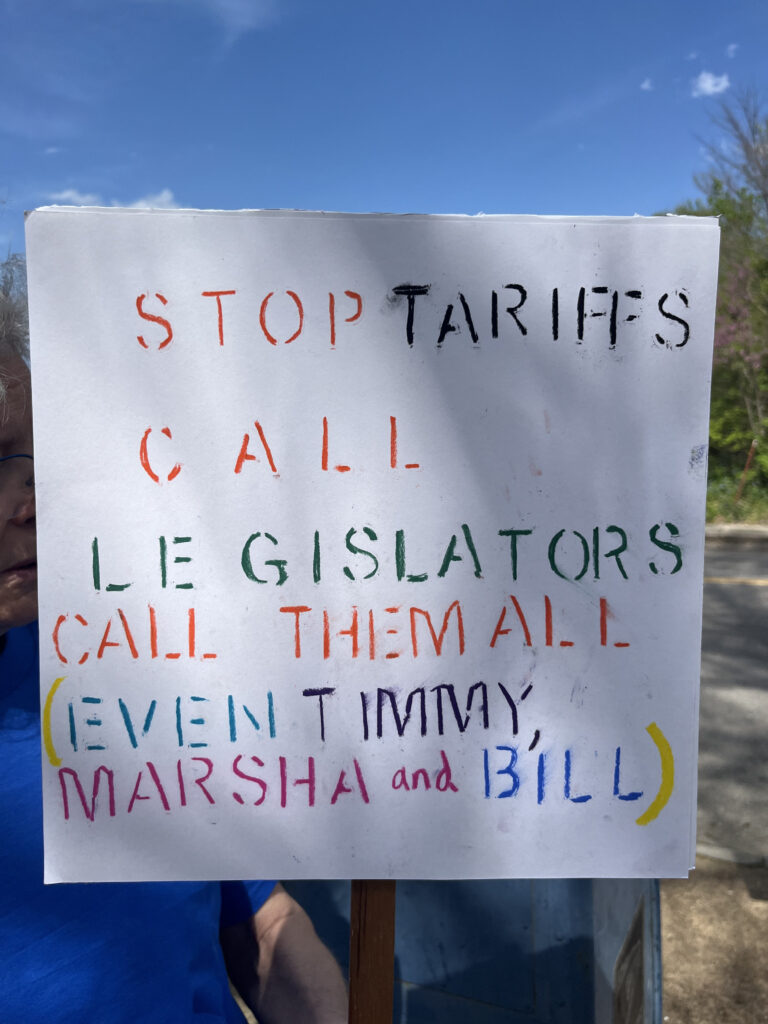 STOP TARIFFS
CALL
LEGISLATORS
CALL THEM ALL
(EVEN TIMMY,
MARSHA and BILL)